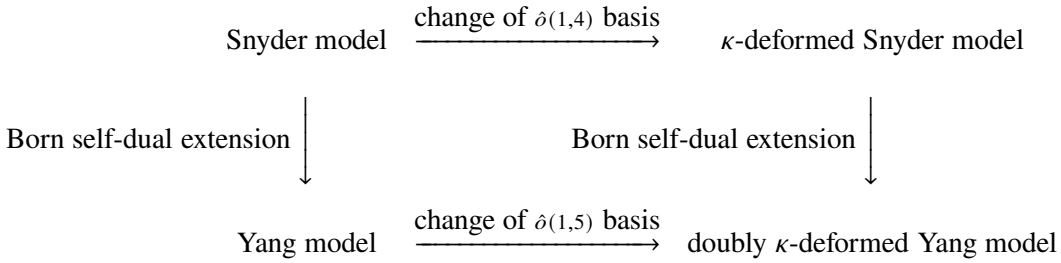 change of ô(1,4) basis
Snyder model κ-deformed Snyder model
Born self-dual extension Born self-dual extension
change of ô(1,5) basis
Yang model doubly κ-deformed Yang model